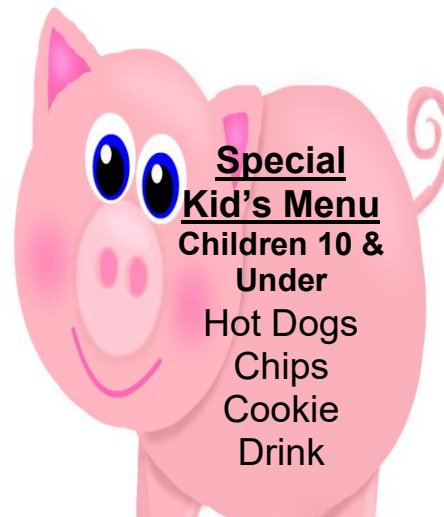 Special
Kid’s Menu
Children 10 &
Under
Hot Dogs
Chips
Cookie
Drink